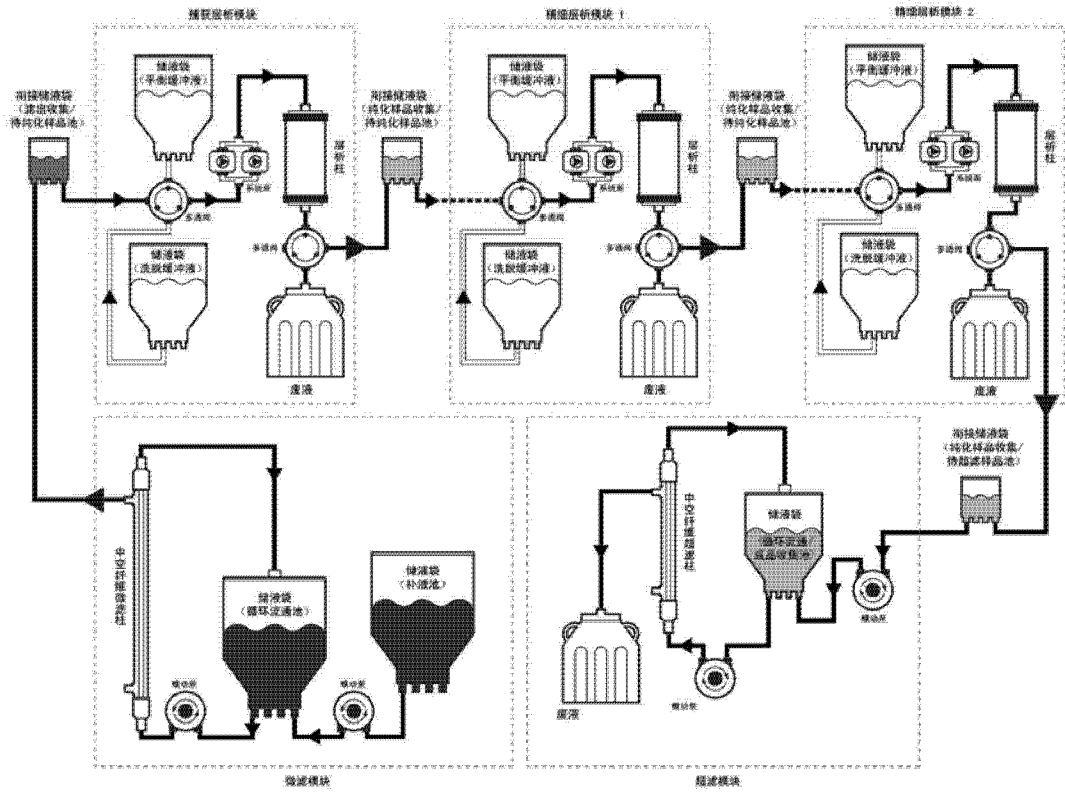 捕获层析模块
精细层析模块 1
精细层析模块 2
储液袋
(平衡缓冲液)
储液袋
(平衡缓冲液)
储液袋
(平衡缓冲液)
衔接储液袋
(滤出收集/
待纯化样品池)
衔接储液袋
(纯化样品收集/
待纯化样品池)
衔接储液袋
(纯化样品收集/
待纯化样品池)
层析柱
层析柱
层析柱
系统泵
系统泵
系统泵
多通阀
多通阀
多通阀
多通阀
多通阀
多通阀
储液袋
(洗脱缓冲液)
储液袋
(洗脱缓冲液)
储液袋
(洗脱缓冲液)
废液
废液
废液
衔接储液袋
(纯化样品收集/
待超滤样品池)
中空纤维微滤柱
储液袋
(循环流通池)
储液袋
(补液池)
蠕动泵
蠕动泵
中空纤维超滤柱
储液袋
循环流通
成品收集池
蠕动泵
蠕动泵
废液
微滤模块
超滤模块